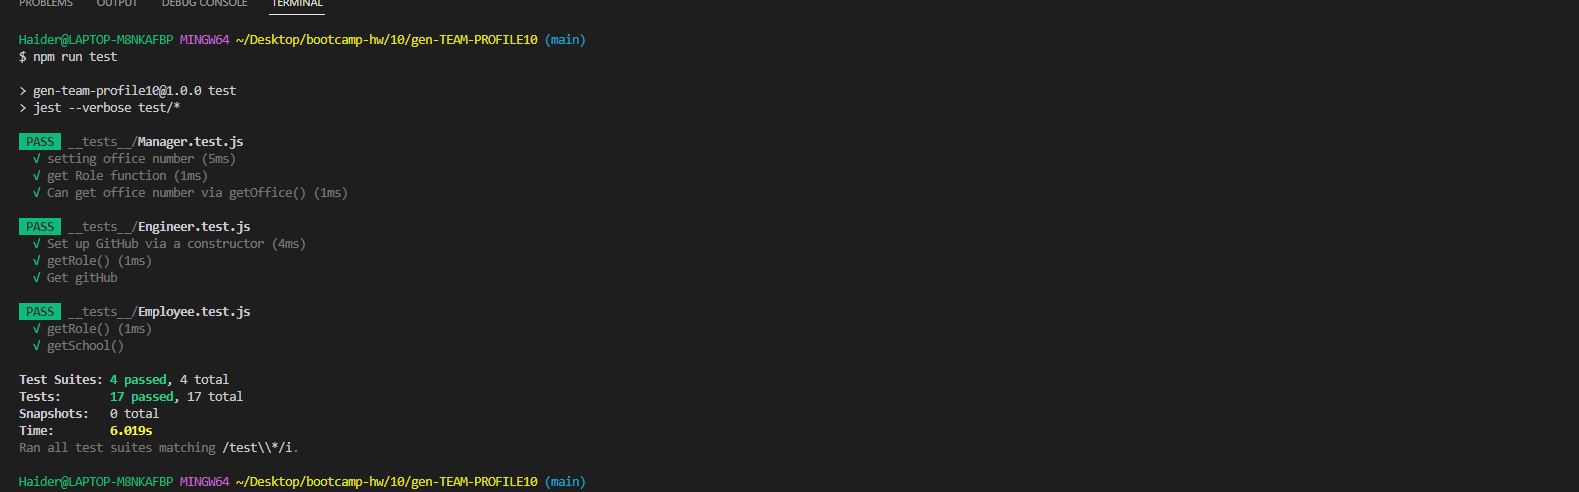 PROBLEMS OUTPUT DEBUG CONSOLE TERMINAL
Haider@LAPTOP-M8NKAFBP MINGW64 ~/Desktop/bootcamp-hw/10/gen-TEAM-PROFILE10 (main)
$ npm run test
> gen-team-profile10@1.0.0 test
> jest --verbose test/*
PASS __tests__/Manager.test.js
√ setting office number (5ms)
√ get Role function (1ms)
√ Can get office number via getOffice() (1ms)
PASS __tests__/Engineer.test.js
√ Set up GitHub via a constructor (4ms)
√ getRole() (1ms)
√ Get gitHub
PASS __tests__/Employee.test.js
√ getRole() (1ms)
√ getSchool()
Test Suites: 4 passed, 4 total
Tests: 17 passed, 17 total
Snapshots: 0 total
Time: 6.019s
Ran all test suites matching /test\\*/i.
Haider@LAPTOP-M8NKAFBP MINGW64 ~/Desktop/bootcamp-hw/10/gen-TEAM-PROFILE10 (main)